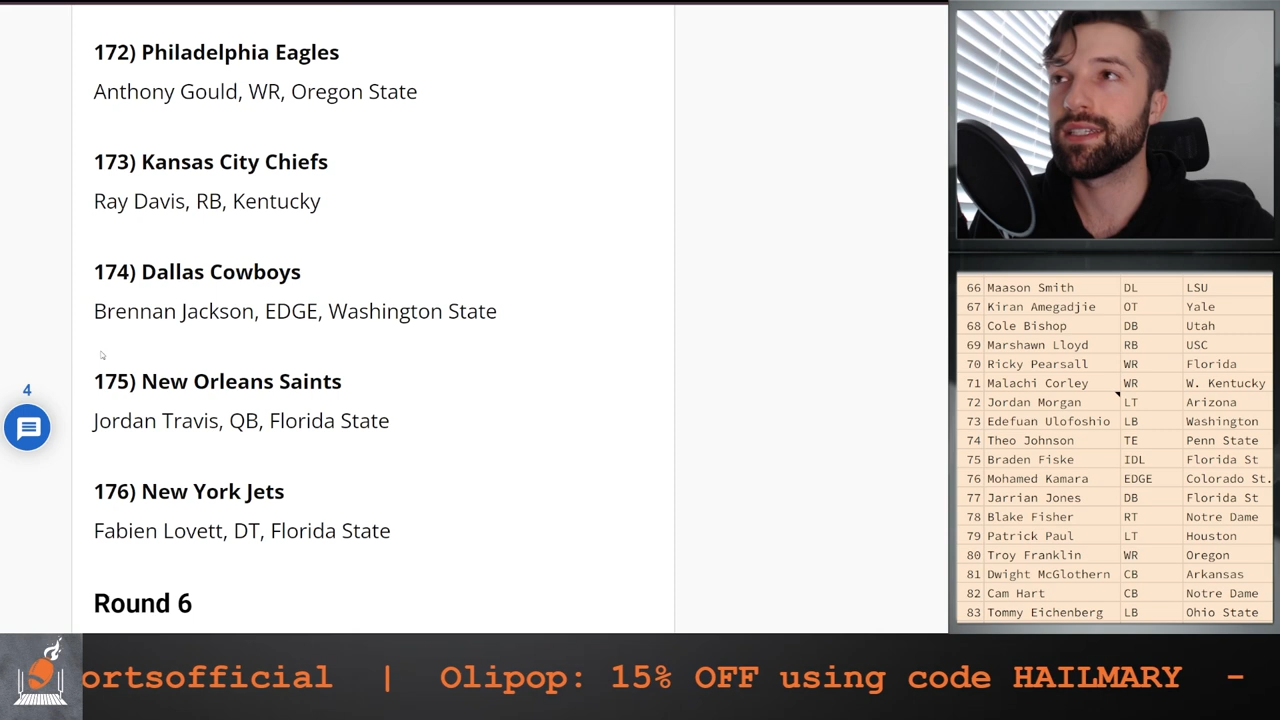 172) Philadelphia Eagles
Anthony Gould, WR, Oregon State
173) Kansas City Chiefs
Ray Davis, RB, Kentucky
174) Dallas Cowboys
Brennan Jackson, EDGE, Washington State
175) New Orleans Saints
Jordan Travis, QB, Florida State
176) New York Jets
Fabien Lovett, DT, Florida State
Round 6
4
66 Maason Smith DL LSU
67 Kiran Amegadjie OT Yale
68 Cole Bishop DB Utah
69 Marshawn Lloyd RB USC
70 Ricky Pearsall WR Florida
71 Malachi Corley WR W. Kentucky
72 Jordan Morgan LT Arizona
73 Edefuan Ulofoshio LB Washington
74 Theo Johnson TE Penn State
75 Braden Fiske IDL Florida St
76 Mohamed Kamara EDGE Colorado St.
77 Jarrian Jones DB Florida St
78 Blake Fisher RT Notre Dame
79 Patrick Paul LT Houston
80 Troy Franklin WR Oregon
81 Dwight McGlothern CB Arkansas
82 Cam Hart CB Notre Dame
83 Tommy Eichenberg LB Ohio State
ortsofficial | Olipop: 15% OFF using code HAILMARY -